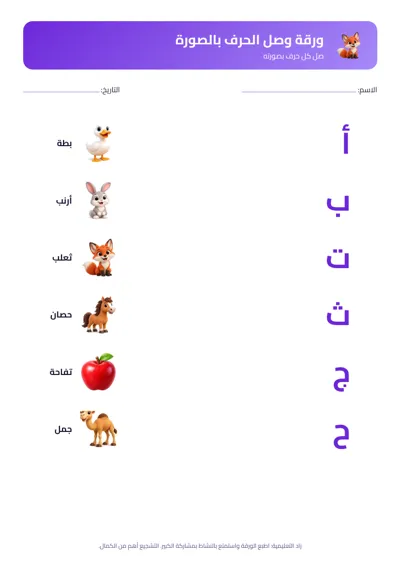 ورقة وصل الحرف بالصورة
صل كل حرف بصورته
الاسم: التاريخ:
أ بطة
ب أرنب
ت ثعلب
ث حصان
ج تفاحة
ح جمل
زاد التعليمية: اطبع الورقة واستمتع بالنشاط بمشاركة الكبير. التشجيع أهم من الكمال.